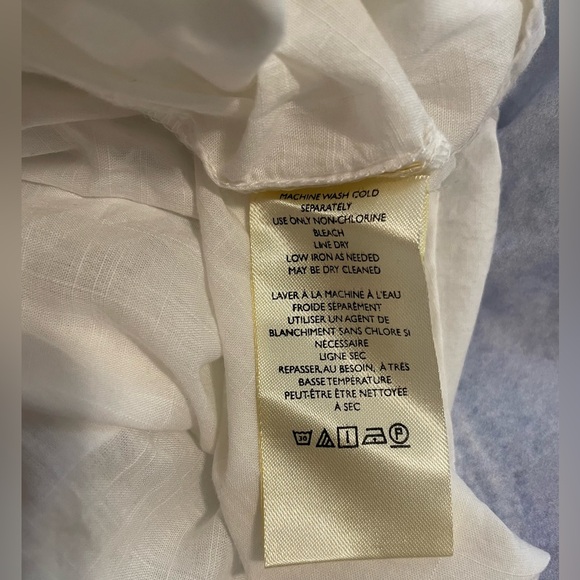 MACHINE WASH COLD
SEPARATELY
USE ONLY NON-CHLORINE
BLEACH
LINE DRY
LOW IRON AS NEEDED
MAY BE DRY CLEANED
LAVER À LA MACHINE À L'EAU
FROIDE SÉPARÉMENT
UTILISER UN AGENT DE
BLANCHIMENT SANS CHLORE SI
NÉCESSAIRE
LIGNE SEC
REPASSER, AU BESOIN, À TRÈS
BASSE TEMPÉRATURE
PEUT-ÊTRE ÊTRE NETTOYÉE
À SEC
30 P